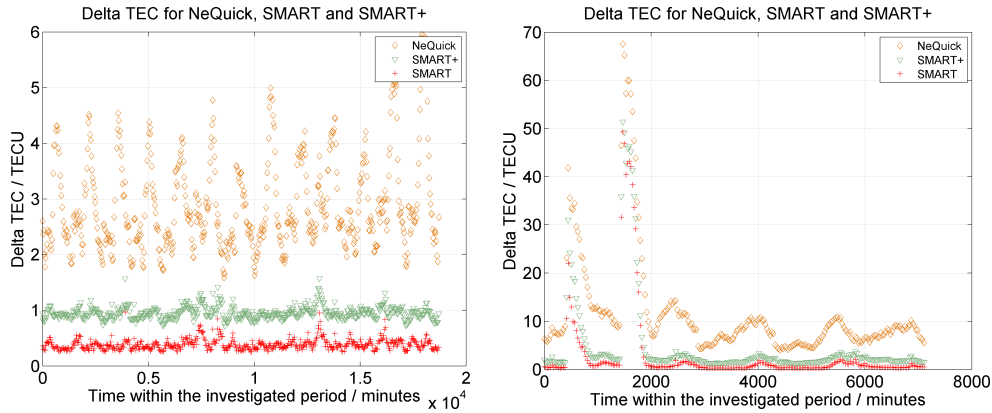 Delta TEC for NeQuick, SMART and SMART+
6
5
4
3
2
1
0
Delta TEC / TECU
NeQuick
SMART+
SMART
0
0.5
1
1.5
2
x 10^4
Time within the investigated period / minutes
Delta TEC for NeQuick, SMART and SMART+
70
60
50
40
30
20
10
0
Delta TEC / TECU
NeQuick
SMART+
SMART
0
2000
4000
6000
8000
Time within the investigated period / minutes